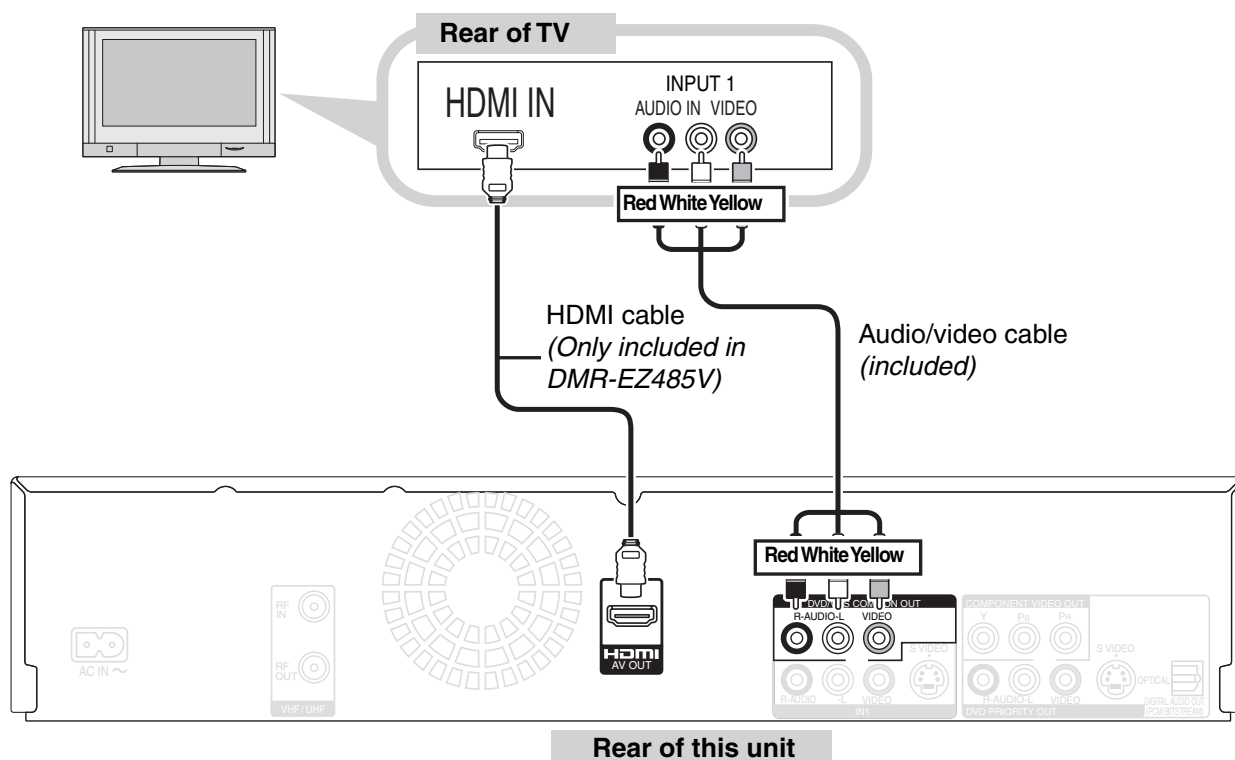 Rear of TV
HDMI IN
INPUT 1
AUDIO IN VIDEO
Red White Yellow
HDMI cable
(Only included in
DMR-EZ485V)
Audio/video cable
(included)
Red White Yellow
RF
IN
RF
OUT
VHF/UHF
AC IN
HDMI
AV OUT
R-AUDIO-L VIDEO
S VIDEO
R-AUDIO -L VIDEO
IN1
COMPONENT VIDEO OUT
Y PB PR
S VIDEO
R-AUDIO-L VIDEO
DVD PRIORITY OUT
OPTICAL
DIGITAL AUDIO OUT
(PCM/BITSTREAM)
Rear of this unit